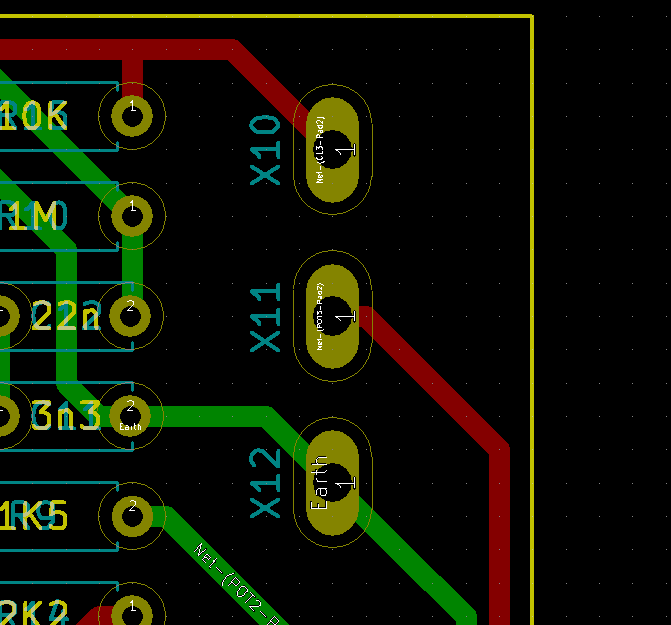 10K
1
X10
1
Net-(C13-Pad2)
1M
1
22n
2
X11
1
Net-(POT3-Pad2)
3n3
2
Earth
X12
1
Earth
1K5
R9
2
Net-(POT2-P
2K2
1